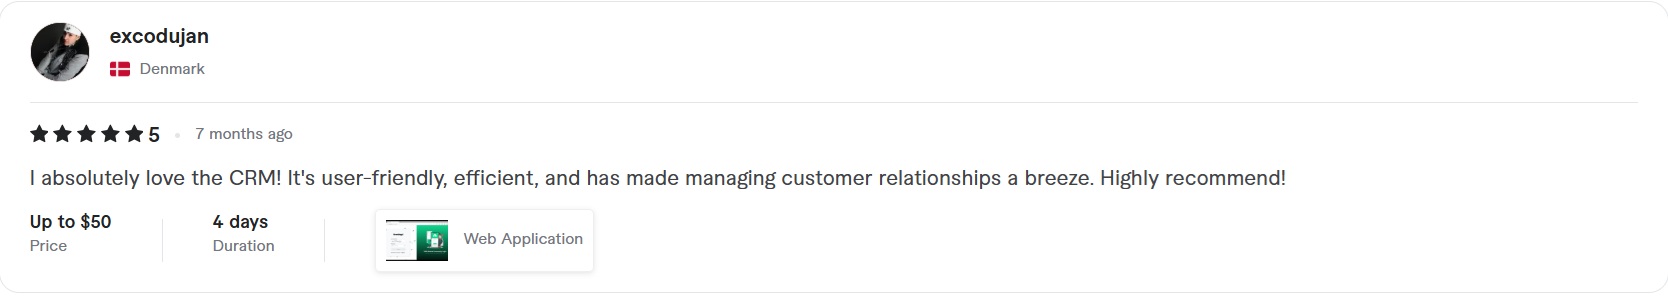 excodujan
Denmark
5 7 months ago
I absolutely love the CRM! It's user-friendly, efficient, and has made managing customer relationships a breeze. Highly recommend!
Up to $50
4 days
Price
Duration
Web Application